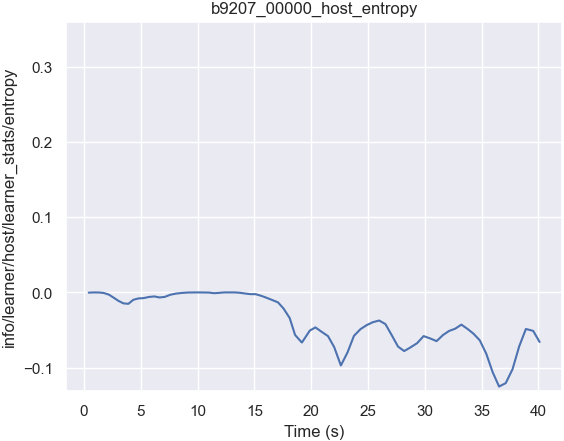 b9207_00000_host_entropy
info/learner/host/learner_stats/entropy
0.3
0.2
0.1
0.0
−0.1
0 5 10 15 20 25 30 35 40
Time (s)